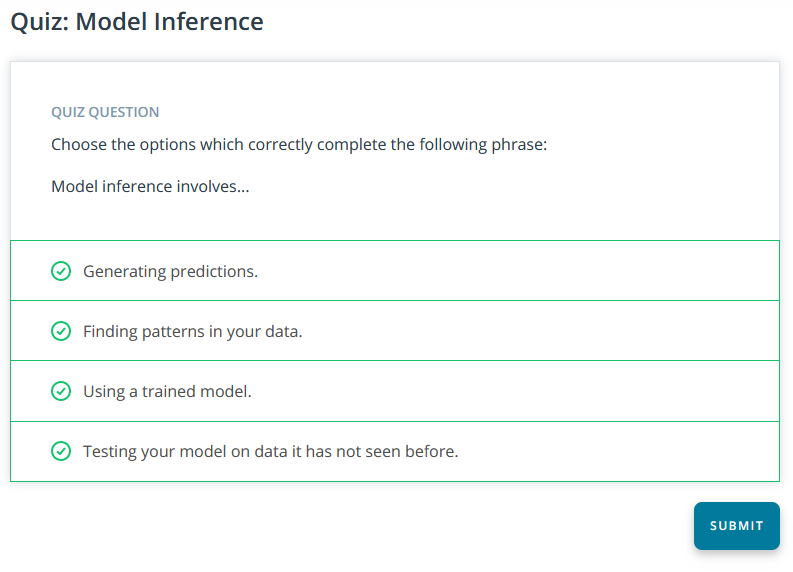 Quiz: Model Inference
QUIZ QUESTION
Choose the options which correctly complete the following phrase:
Model inference involves...
Generating predictions.
Finding patterns in your data.
Using a trained model.
Testing your model on data it has not seen before.
SUBMIT